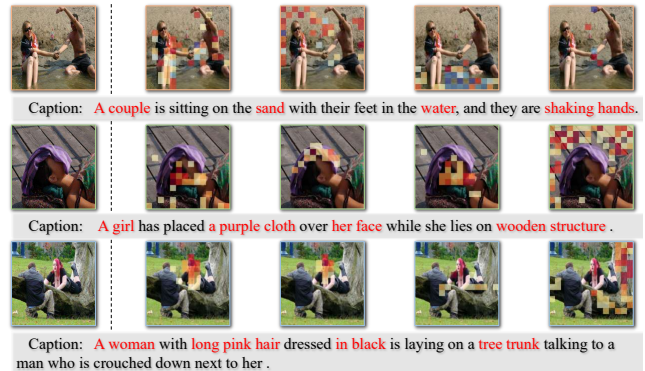 Caption: A couple is sitting on the sand with their feet in the water, and they are shaking hands.
Caption: A girl has placed a purple cloth over her face while she lies on wooden structure .
Caption: A woman with long pink hair dressed in black is laying on a tree trunk talking to a
man who is crouched down next to her .